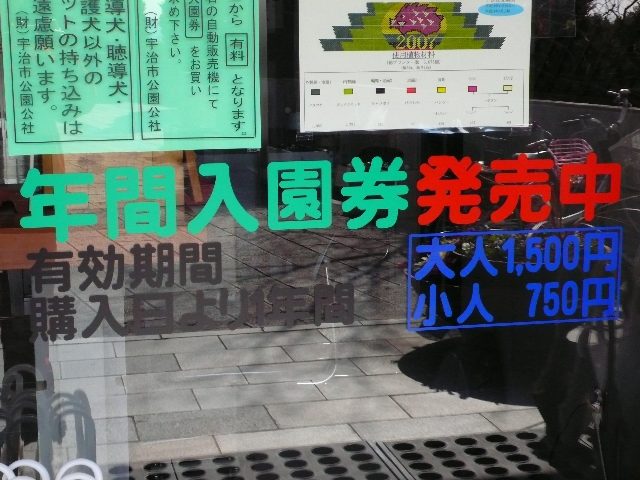 導犬・聴導犬・
護犬以外の
ットの持ち込みは
遠慮願います。
(財)宇治市公園公社
から 有料 となります。
の自動販売機にて
入園券 をお買い
求め下さい。
(財)宇治市公園公社
2007
年間入園券発売中
有効期間
購入日より1年間
大人1,500円
小人 750円